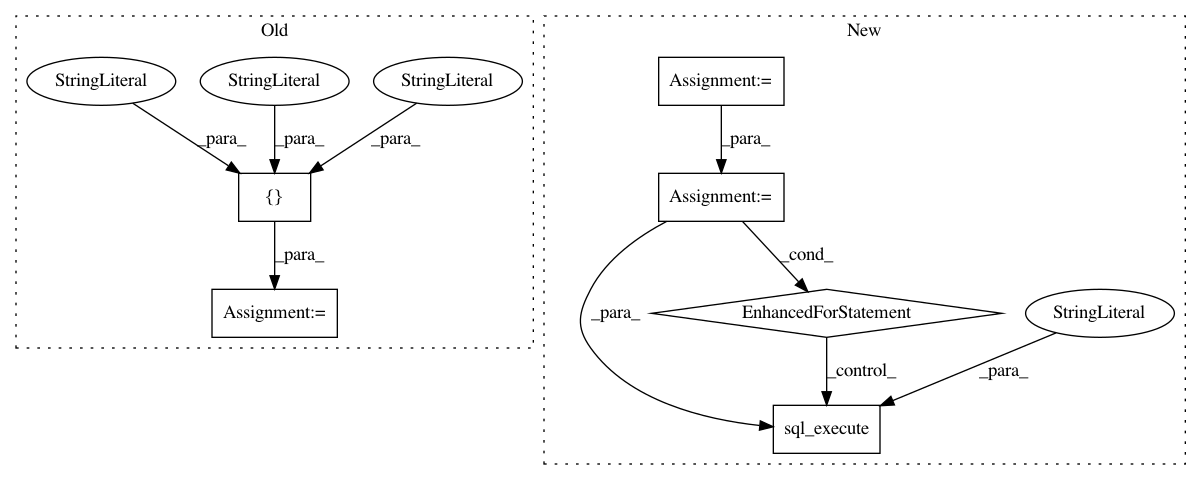 Old
New
StringLiteral
StringLiteral
StringLiteral
Assignment:=
_para_
_para_
_para_
_para_
{}
Assignment:=
_para_
_cond_
Assignment:=
EnhancedForStatement
StringLiteral
_para_
_control_
_para_
sql_execute